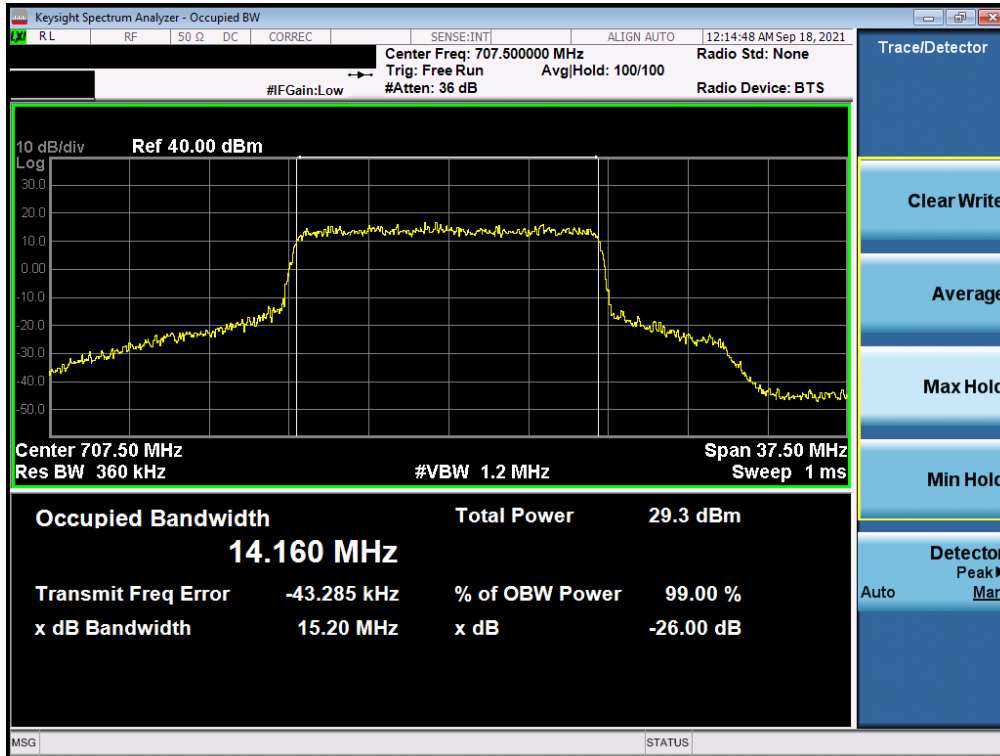 Keysight Spectrum Analyzer - Occupied BW
LXI RL RF 50 Ω DC CORREC SENSE:INT ALIGN AUTO 12:14:48 AM Sep 18, 2021
Center Freq: 707.500000 MHz Radio Std: None
Trig: Free Run Avg|Hold: 100/100
#IFGain:Low #Atten: 36 dB Radio Device: BTS
10 dB/div Ref 40.00 dBm
Log
30.0
20.0
10.0
0.00
-10.0
-20.0
-30.0
-40.0
-50.0
Center 707.50 MHz Span 37.50 MHz
Res BW 360 kHz #VBW 1.2 MHz Sweep 1 ms
Occupied Bandwidth Total Power 29.3 dBm
14.160 MHz
Transmit Freq Error -43.285 kHz % of OBW Power 99.00 %
x dB Bandwidth 15.20 MHz x dB -26.00 dB
MSG STATUS
Trace/Detector
Clear Write
Average
Max Hold
Min Hold
Detector
Peak
Auto Man